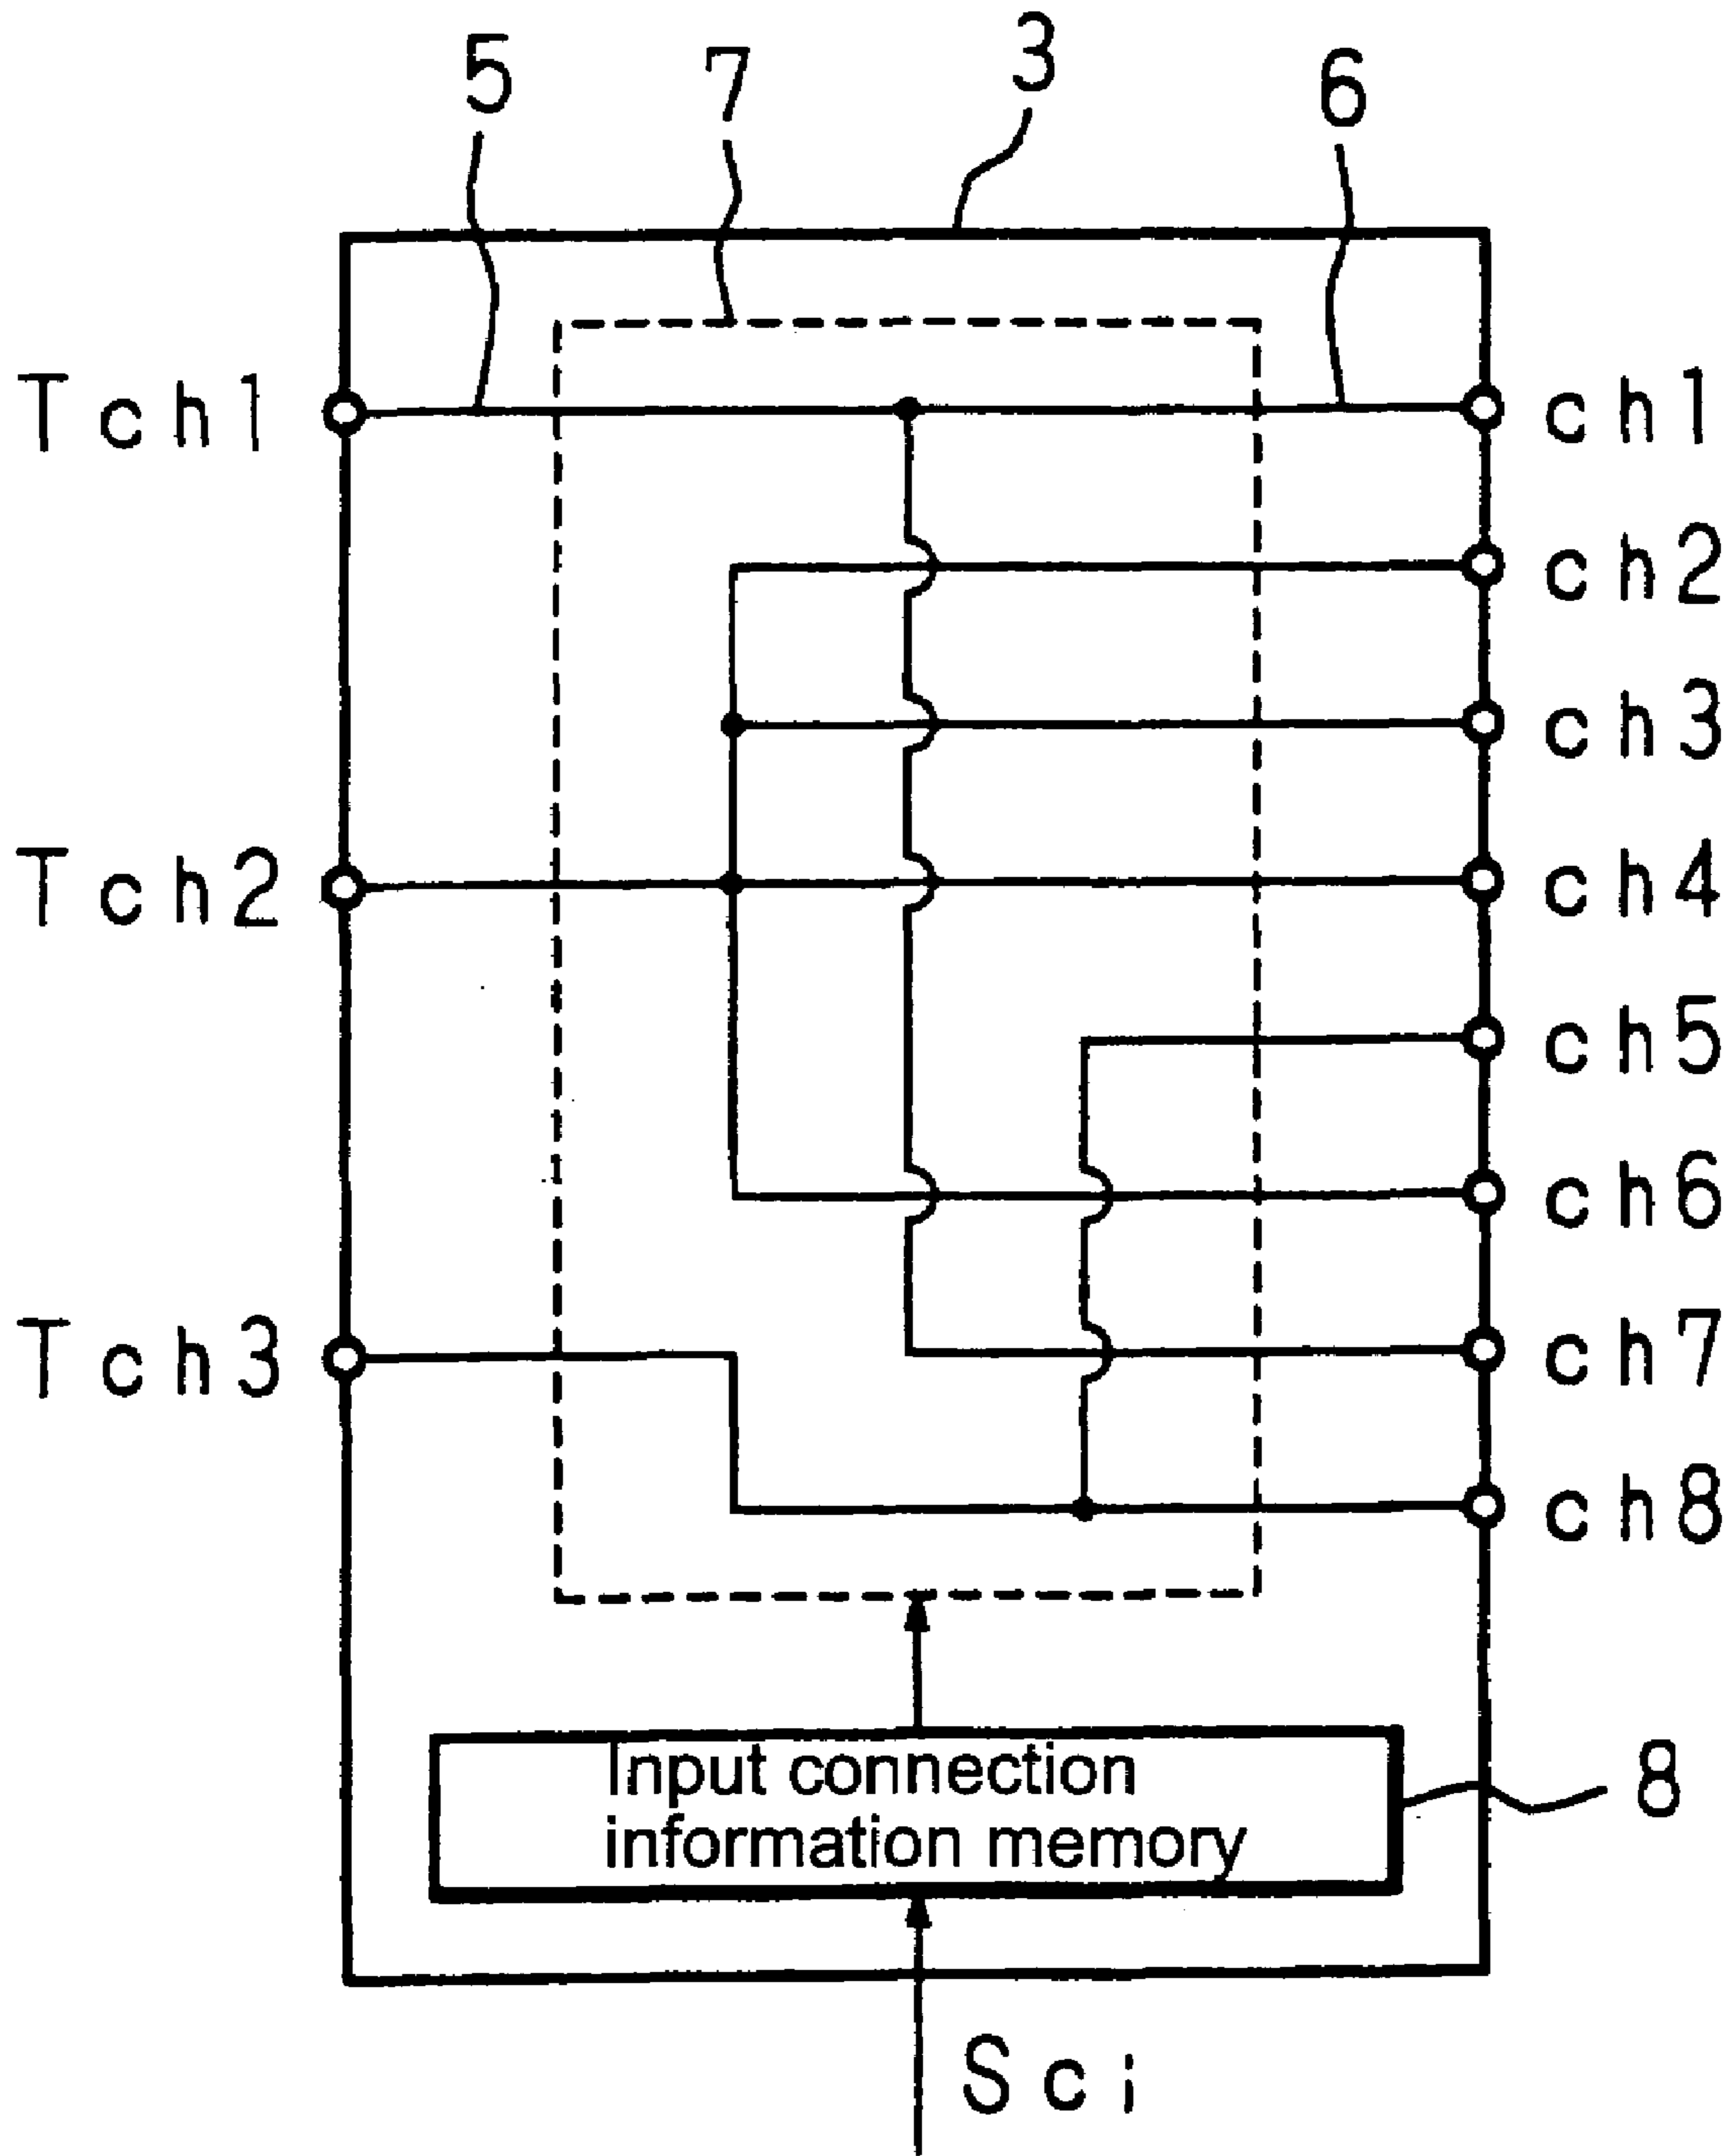 5 7 3 6
Tch1 ch1
ch2
ch3
Tch2 ch4
ch5
ch6
Tch3 ch7
ch8
Input connection
information memory
8
Sci